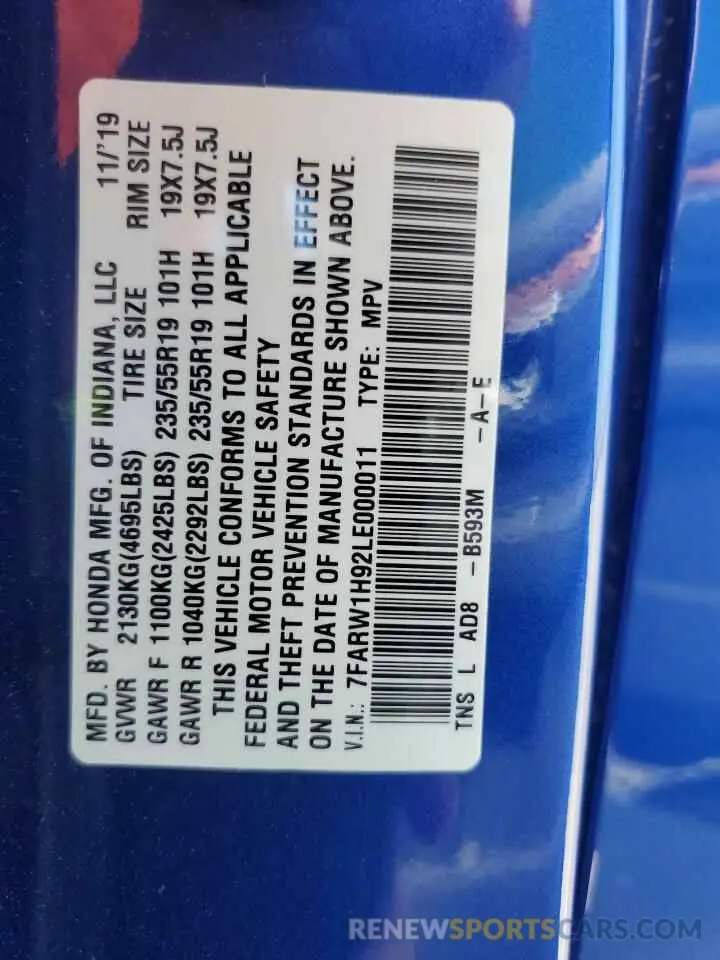 MFD. BY HONDA MFG. OF INDIANA, LLC 11/'19
GVWR 2130KG(4695LBS) TIRE SIZE RIM SIZE
GAWR F 1100KG(2425LBS) 235/55R19 101H 19X7.5J
GAWR R 1040KG(2292LBS) 235/55R19 101H 19X7.5J
THIS VEHICLE CONFORMS TO ALL APPLICABLE
FEDERAL MOTOR VEHICLE SAFETY
AND THEFT PREVENTION STANDARDS IN EFFECT
ON THE DATE OF MANUFACTURE SHOWN ABOVE.
V.I.N.: 7FARW1H92LE000011 TYPE: MPV
TNS L AD8 -B593M -A-E
RENEWSPORTSCARS.COM